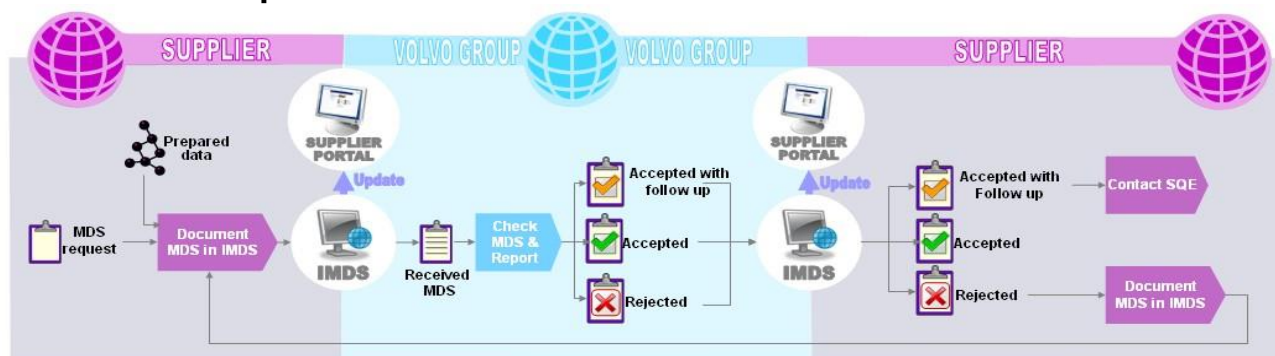 SUPPLIER
VOLVO GROUP
VOLVO GROUP
SUPPLIER
Prepared
data
MDS
request
Document
MDS in IMDS
SUPPLIER
PORTAL
Update
IMDS
Received
MDS
Check
MDS &
Report
Accepted with
follow up
Accepted
Rejected
SUPPLIER
PORTAL
Update
IMDS
Accepted with
Follow up
Accepted
Rejected
Contact SQE
Document
MDS in IMDS